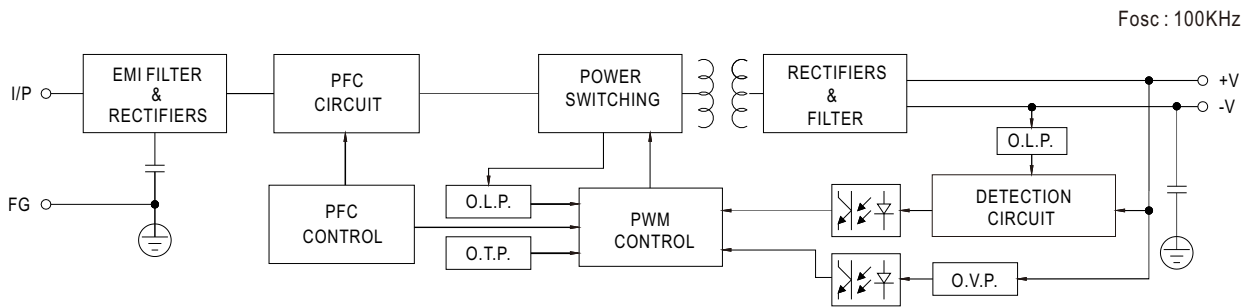 Fosc : 100KHz
I/P
EMI FILTER
&
RECTIFIERS
PFC
CIRCUIT
POWER
SWITCHING
RECTIFIERS
&
FILTER
+V
-V
O.L.P.
DETECTION
CIRCUIT
FG
PFC
CONTROL
O.L.P.
O.T.P.
PWM
CONTROL
O.V.P.